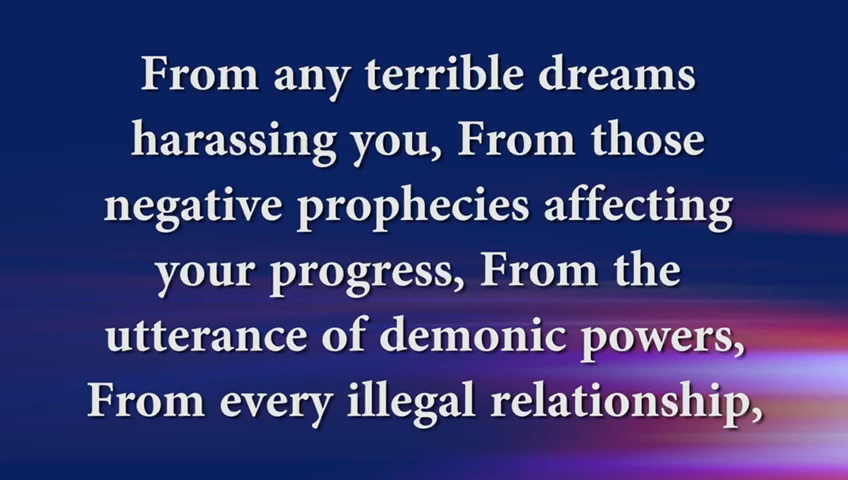 From any terrible dreams
harassing you, From those
negative prophecies affecting
your progress, From the
utterance of demonic powers,
From every illegal relationship,